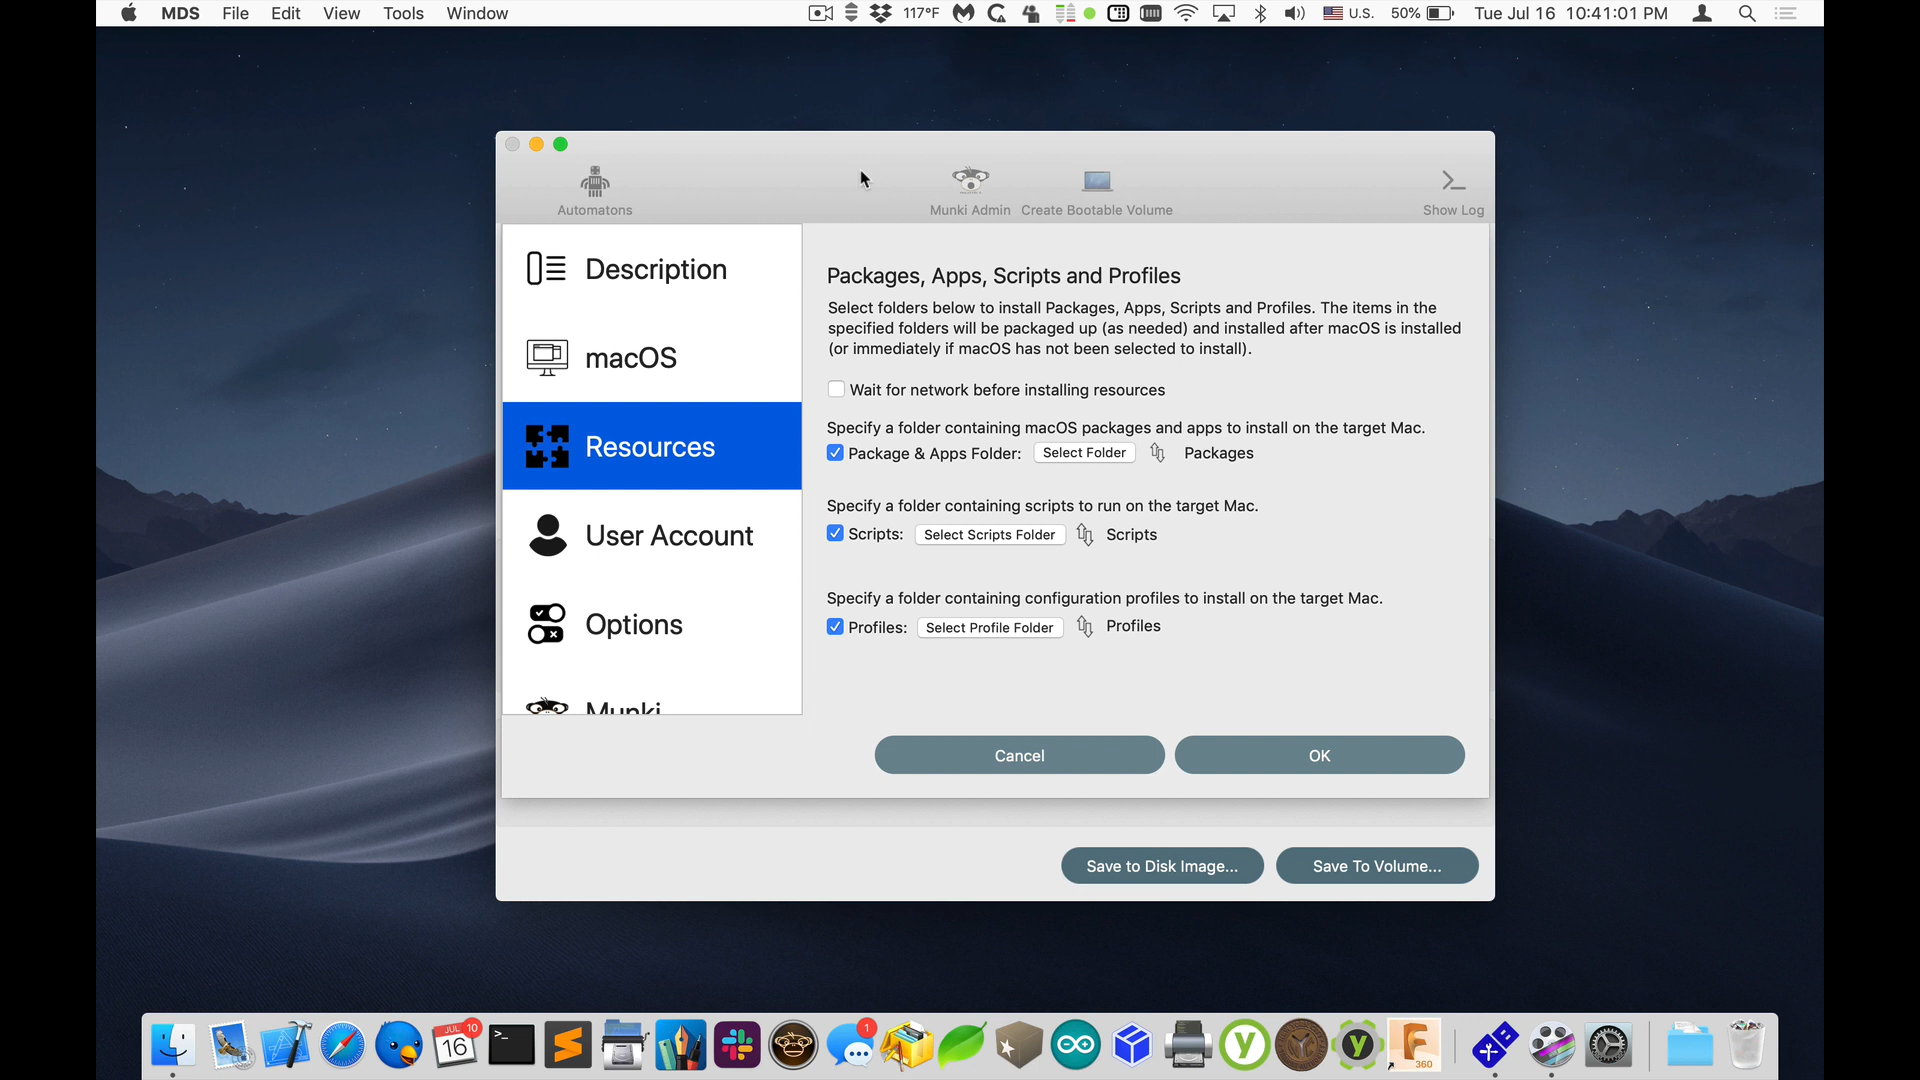 MDS File Edit View Tools Window 117°F U.S. 50% Tue Jul 16 10:41:01 PM
Automatons Munki Admin Create Bootable Volume Show Log
Description
macOS
Resources
User Account
Options
Munki
Packages, Apps, Scripts and Profiles
Select folders below to install Packages, Apps, Scripts and Profiles. The items in the
specified folders will be packaged up (as needed) and installed after macOS is installed
(or immediately if macOS has not been selected to install).
Wait for network before installing resources
Specify a folder containing macOS packages and apps to install on the target Mac.
Package & Apps Folder: Select Folder Packages
Specify a folder containing scripts to run on the target Mac.
Scripts: Select Scripts Folder Scripts
Specify a folder containing configuration profiles to install on the target Mac.
Profiles: Select Profile Folder Profiles
Cancel OK
Save to Disk Image... Save To Volume...
JUL 10
16
1
360